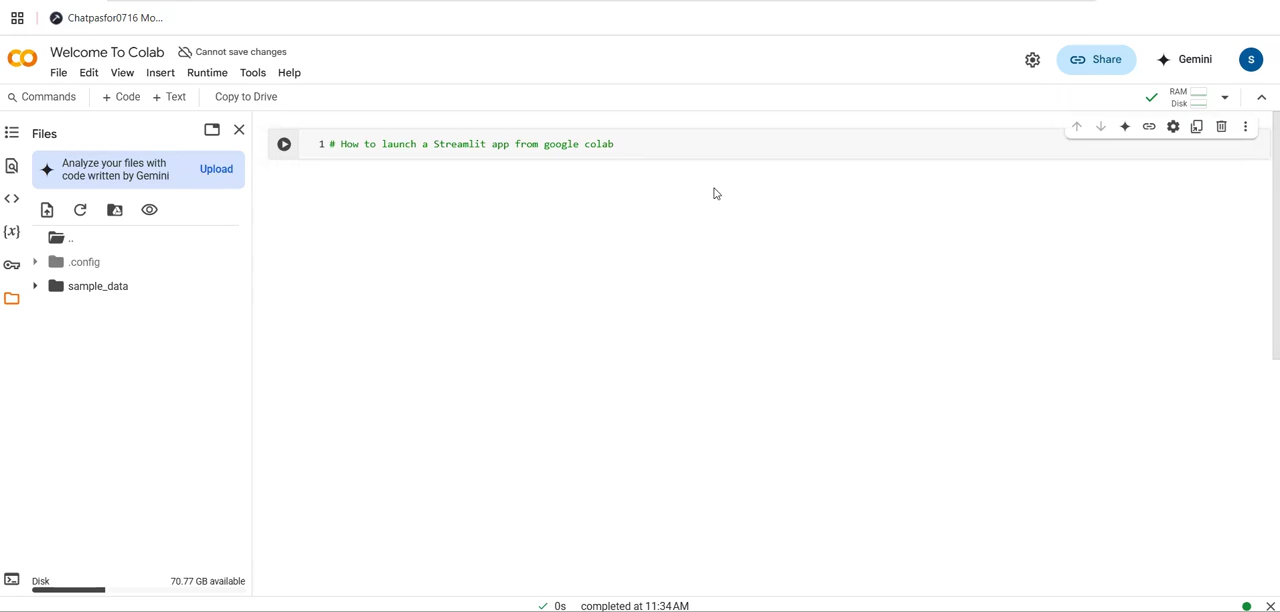 Chatpasfor0716 Mo...
Welcome To Colab
Cannot save changes
File Edit View Insert Runtime Tools Help
Share
Gemini
S
Commands
+ Code + Text
Copy to Drive
RAM
Disk
Files
Analyze your files with
code written by Gemini
Upload
{x}
..
.config
sample_data
1 # How to launch a Streamlit app from google colab
Disk
70.77 GB available
0s completed at 11:34 AM